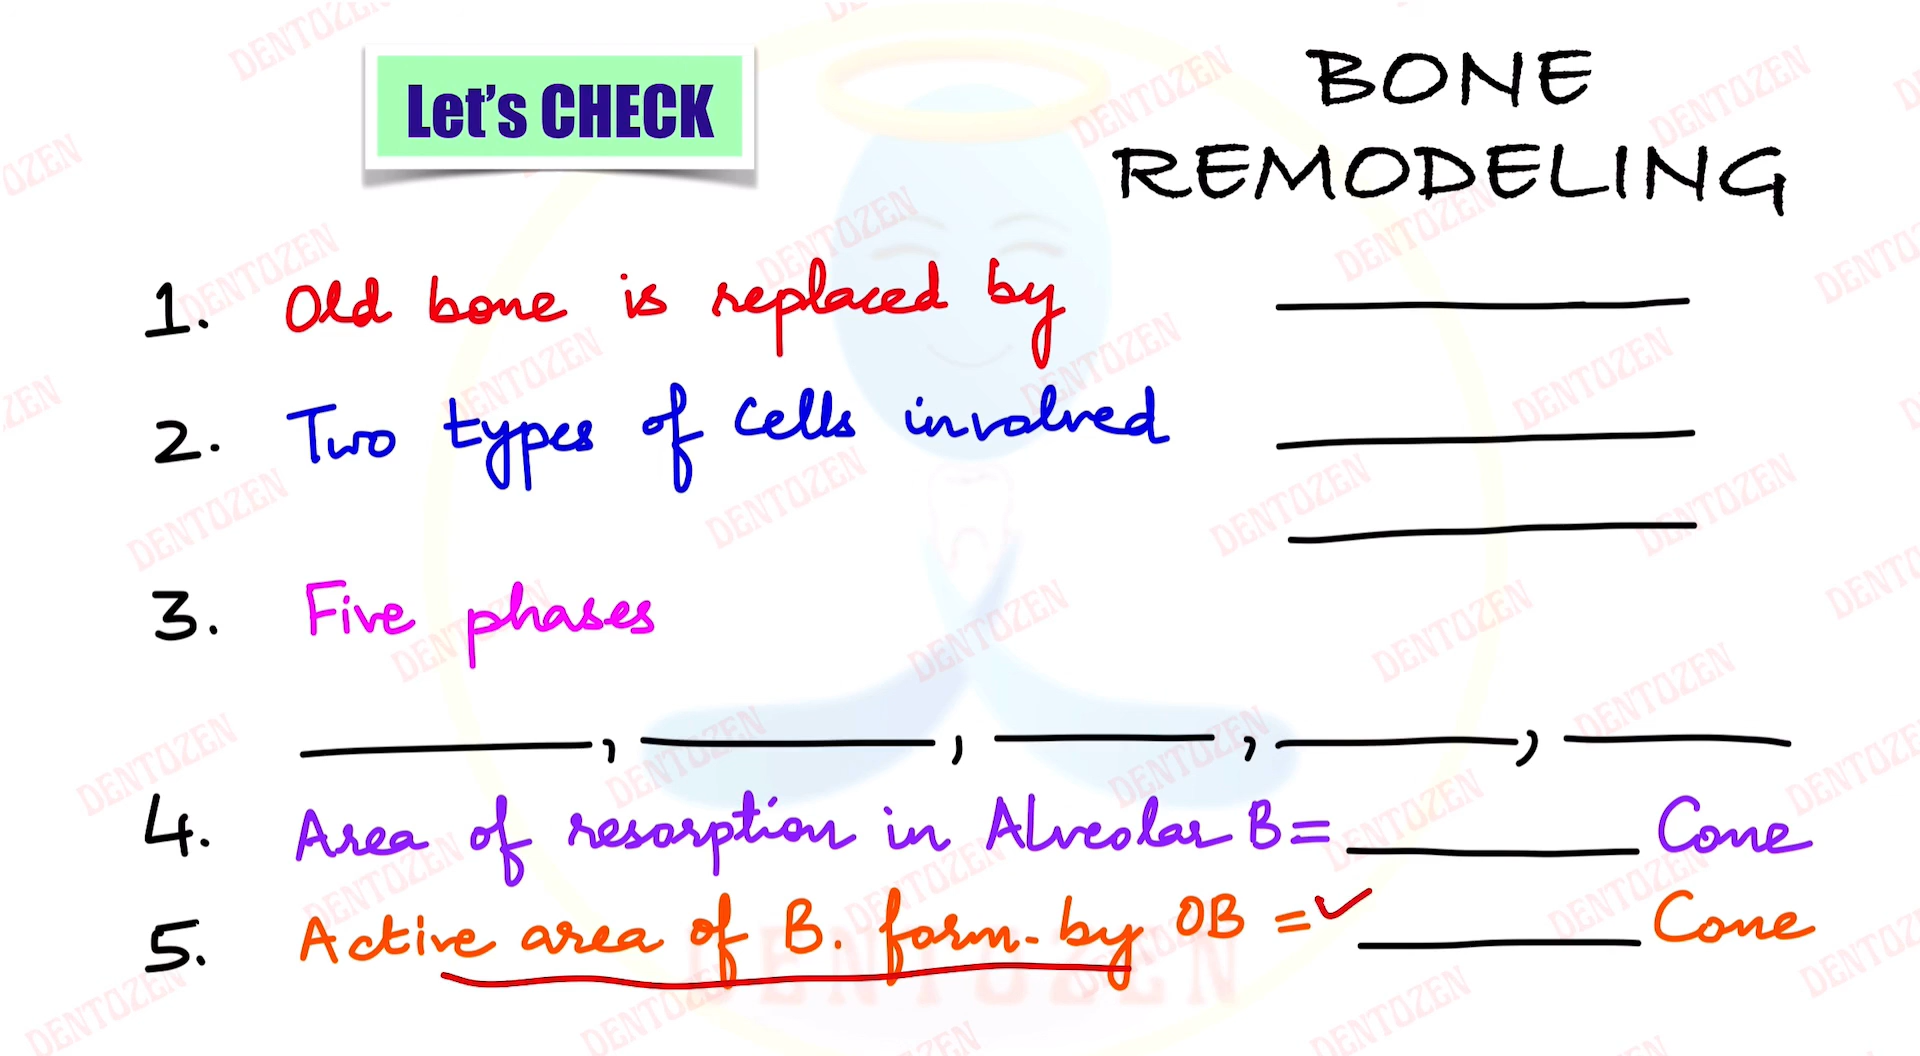 Let's CHECK
BONE
REMODELING
1. Old bone is replaced by
2. Two types of cells involved
3. Five phases
, , , ,
4. Area of resorption in Alveolar B= Cone
5. Active area of B. form. by OB = ✓ Cone
DENTOZEN